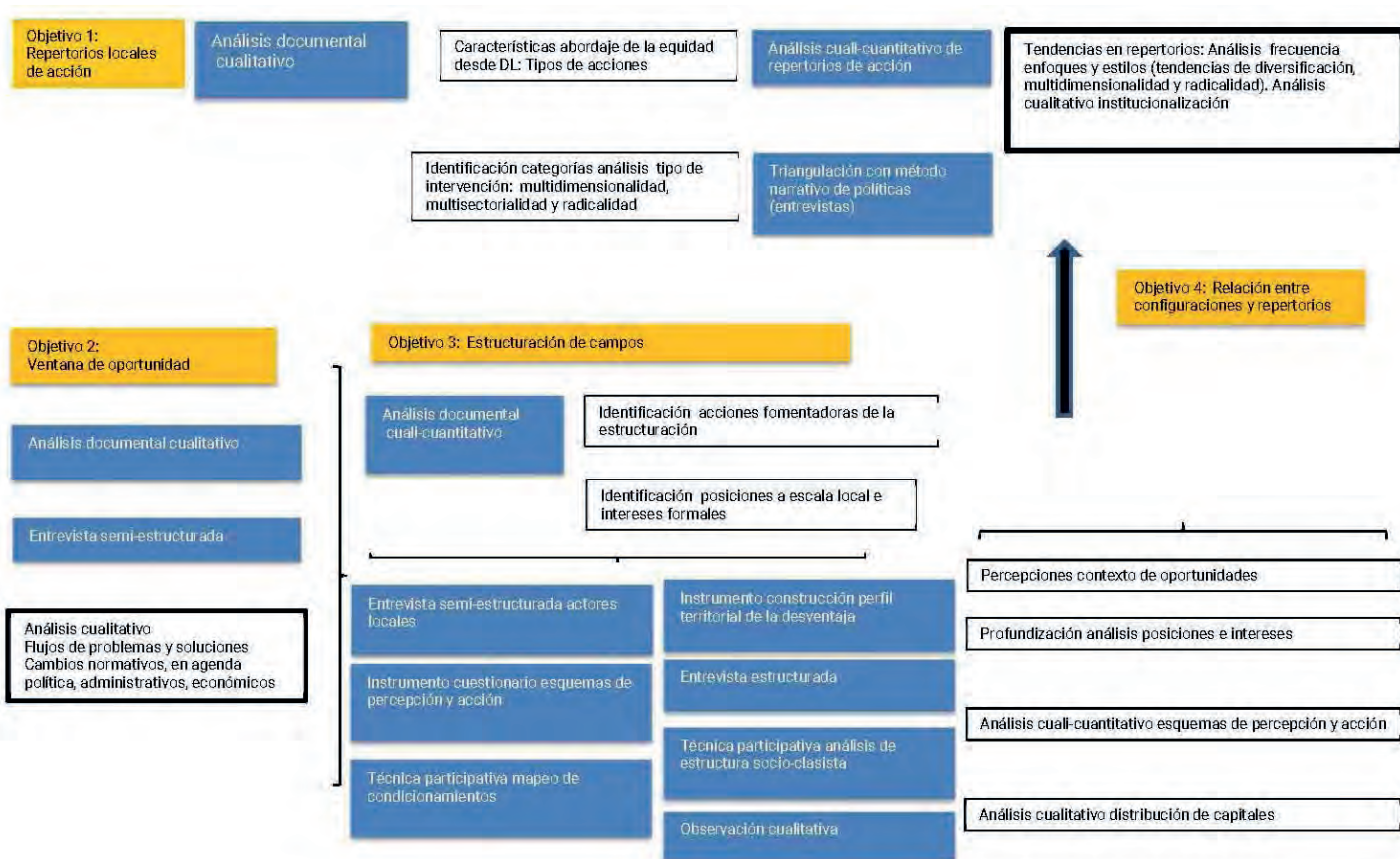 Objetivo 1:
Repertorios locales
de acción
Análisis documental
cualitativo
Características abordaje de la equidad
desde DL: Tipos de acciones
Análisis cuali-cuantitativo de
repertorios de acción
Tendencias en repertorios: Análisis frecuencia
enfoques y estilos (tendencias de diversificación,
multidimensionalidad y radicalidad). Análisis
cualitativo institucionalización
Identificación categorías análisis tipo de
intervención: multidimensionalidad,
multisectorialidad y radicalidad
Triangulación con método
narrativo de políticas
(entrevistas)
Objetivo 4: Relación entre
configuraciones y repertorios
Objetivo 2:
Ventana de oportunidad
Objetivo 3: Estructuración de campos
Análisis documental cualitativo
Entrevista semi-estructurada
Análisis cualitativo
Flujos de problemas y soluciones
Cambios normativos, en agenda
política, administrativos, económicos
Análisis documental
cuali-cuantitativo
Identificación acciones fomentadoras de la
estructuración
Identificación posiciones a escala local e
intereses formales
Entrevista semi-estructurada actores
locales
Instrumento construcción perfil
territorial de la desventaja
Instrumento cuestionario esquemas de
percepción y acción
Entrevista estructurada
Técnica participativa mapeo de
condicionamientos
Técnica participativa análisis de
estructura socio-clasista
Observación cualitativa
Percepciones contexto de oportunidades
Profundización análisis posiciones e intereses
Análisis cuali-cuantitativo esquemas de percepción y acción
Análisis cualitativo distribución de capitales